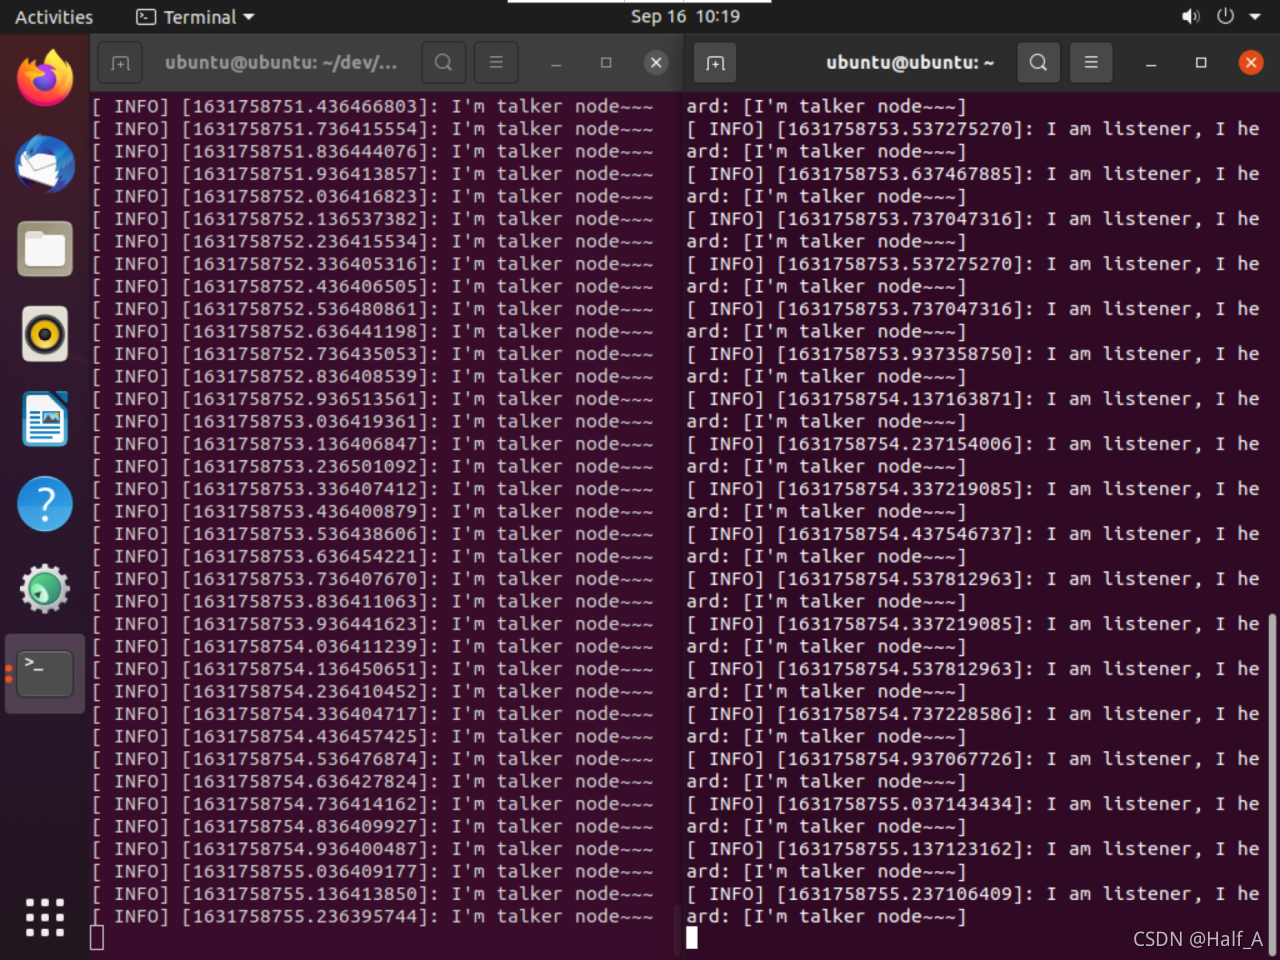 Activities
Terminal
Sep 16 10:19
ubuntu@ubuntu: ~/dev/...
[ INFO] [1631758751.436466803]: I'm talker node~~~
[ INFO] [1631758751.736415554]: I'm talker node~~~
[ INFO] [1631758751.836444076]: I'm talker node~~~
[ INFO] [1631758751.936413857]: I'm talker node~~~
[ INFO] [1631758752.036416823]: I'm talker node~~~
[ INFO] [1631758752.136537382]: I'm talker node~~~
[ INFO] [1631758752.236415534]: I'm talker node~~~
[ INFO] [1631758752.336405316]: I'm talker node~~~
[ INFO] [1631758752.436406505]: I'm talker node~~~
[ INFO] [1631758752.536480861]: I'm talker node~~~
[ INFO] [1631758752.636441198]: I'm talker node~~~
[ INFO] [1631758752.736435053]: I'm talker node~~~
[ INFO] [1631758752.836408539]: I'm talker node~~~
[ INFO] [1631758752.936513561]: I'm talker node~~~
[ INFO] [1631758753.036419361]: I'm talker node~~~
[ INFO] [1631758753.136406847]: I'm talker node~~~
[ INFO] [1631758753.236501092]: I'm talker node~~~
[ INFO] [1631758753.336407412]: I'm talker node~~~
[ INFO] [1631758753.436400879]: I'm talker node~~~
[ INFO] [1631758753.536438606]: I'm talker node~~~
[ INFO] [1631758753.636454221]: I'm talker node~~~
[ INFO] [1631758753.736407670]: I'm talker node~~~
[ INFO] [1631758753.836411063]: I'm talker node~~~
[ INFO] [1631758753.936441623]: I'm talker node~~~
[ INFO] [1631758754.036411239]: I'm talker node~~~
[ INFO] [1631758754.136450651]: I'm talker node~~~
[ INFO] [1631758754.236410452]: I'm talker node~~~
[ INFO] [1631758754.336404717]: I'm talker node~~~
[ INFO] [1631758754.436457425]: I'm talker node~~~
[ INFO] [1631758754.536476874]: I'm talker node~~~
[ INFO] [1631758754.636427824]: I'm talker node~~~
[ INFO] [1631758754.736414162]: I'm talker node~~~
[ INFO] [1631758754.836409927]: I'm talker node~~~
[ INFO] [1631758754.936400487]: I'm talker node~~~
[ INFO] [1631758755.036409177]: I'm talker node~~~
[ INFO] [1631758755.136413850]: I'm talker node~~~
[ INFO] [1631758755.236395744]: I'm talker node~~~
ubuntu@ubuntu: ~
ard: [I'm talker node~~~]
[ INFO] [1631758753.537275270]: I am listener, I he
ard: [I'm talker node~~~]
[ INFO] [1631758753.637467885]: I am listener, I he
ard: [I'm talker node~~~]
[ INFO] [1631758753.737047316]: I am listener, I he
ard: [I'm talker node~~~]
[ INFO] [1631758753.537275270]: I am listener, I he
ard: [I'm talker node~~~]
[ INFO] [1631758753.737047316]: I am listener, I he
ard: [I'm talker node~~~]
[ INFO] [1631758753.937358750]: I am listener, I he
ard: [I'm talker node~~~]
[ INFO] [1631758754.137163871]: I am listener, I he
ard: [I'm talker node~~~]
[ INFO] [1631758754.237154006]: I am listener, I he
ard: [I'm talker node~~~]
[ INFO] [1631758754.337219085]: I am listener, I he
ard: [I'm talker node~~~]
[ INFO] [1631758754.437546737]: I am listener, I he
ard: [I'm talker node~~~]
[ INFO] [1631758754.537812963]: I am listener, I he
ard: [I'm talker node~~~]
[ INFO] [1631758754.337219085]: I am listener, I he
ard: [I'm talker node~~~]
[ INFO] [1631758754.537812963]: I am listener, I he
ard: [I'm talker node~~~]
[ INFO] [1631758754.737228586]: I am listener, I he
ard: [I'm talker node~~~]
[ INFO] [1631758754.937067726]: I am listener, I he
ard: [I'm talker node~~~]
[ INFO] [1631758755.037143434]: I am listener, I he
ard: [I'm talker node~~~]
[ INFO] [1631758755.137123162]: I am listener, I he
ard: [I'm talker node~~~]
[ INFO] [1631758755.237106409]: I am listener, I he
ard: [I'm talker node~~~]
CSDN @Half_A